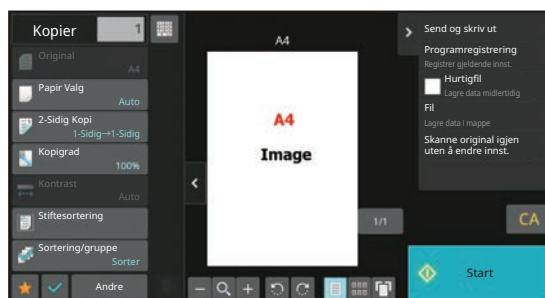 Kopier
1
Original
A4
Papir Valg
Auto
2-Sidig Kopi
1-Sidig→1-Sidig
Kopigrad
100%
Kontrast
Auto
Stiftesortering
Sortering/gruppe
Sorter
Andre
A4
A4
Image
1/1
Send og skriv ut
Programregistrering
Registrer gjeldende innst.
Hurtigfil
Lagre data midlertidig
Fil
Lagre data i mappe
Skanne original igjen
uten å endre innst.
CA
Start